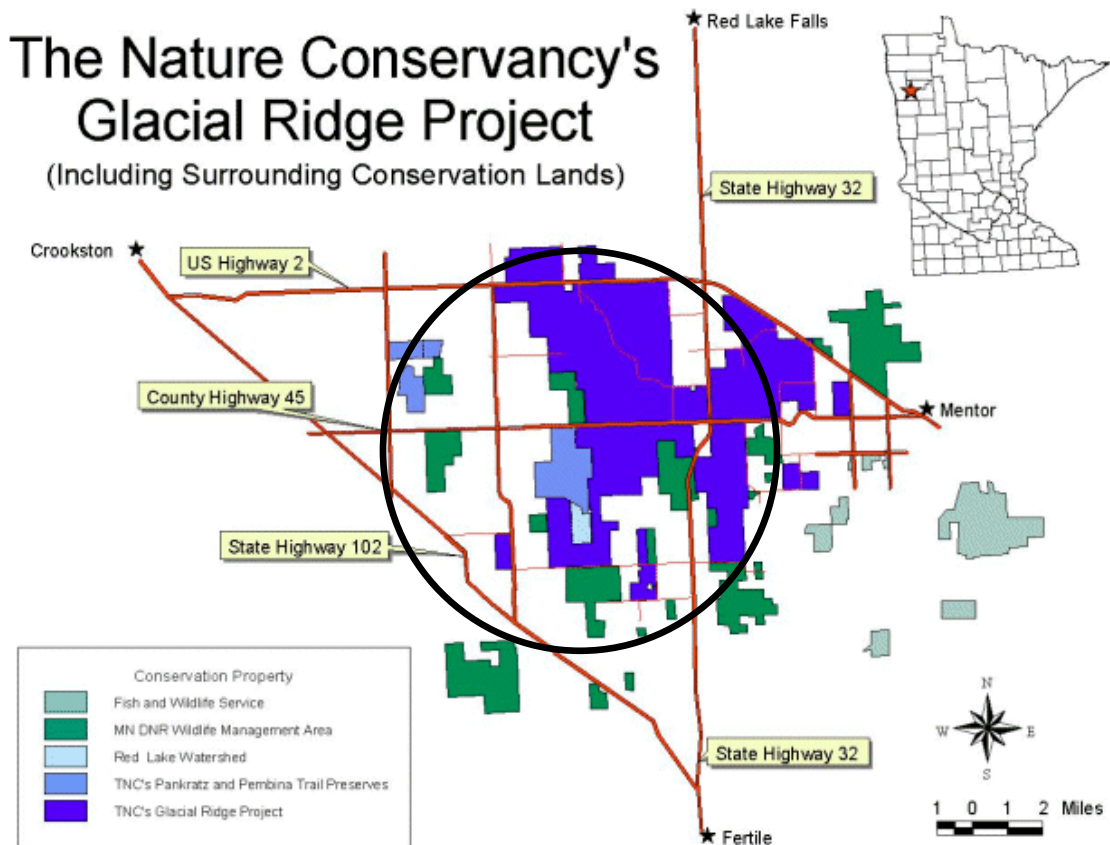 The Nature Conservancy's
Glacial Ridge Project
(Including Surrounding Conservation Lands)
Red Lake Falls
State Highway 32
Crookston
US Highway 2
County Highway 45
Mentor
State Highway 102
State Highway 32
Fertile
Conservation Property
Fish and Wildlife Service
MN DNR Wildlife Management Area
Red Lake Watershed
TNC's Pankratz and Pembina Trail Preserves
TNC's Glacial Ridge Project
N
W E
S
1 0 1 2 Miles